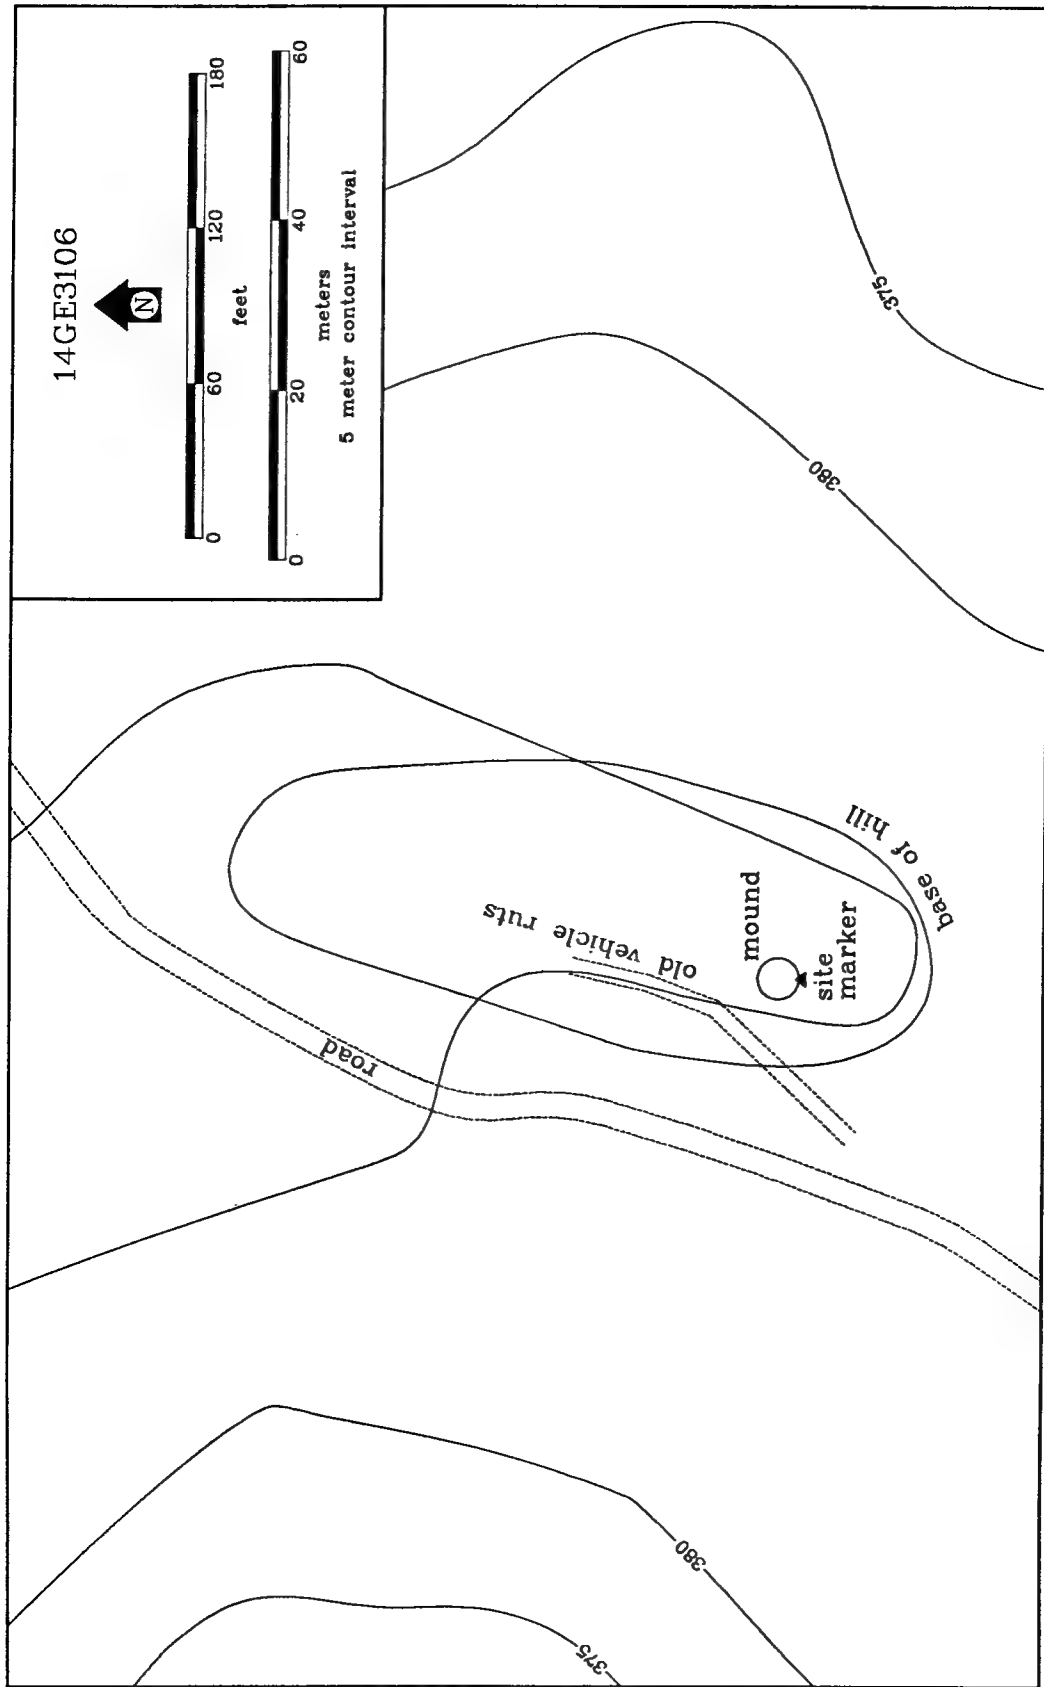 14GE3106
N
0 60 120 180
feet
0 20 40 60
meters
5 meter contour interval
375
380
base of hill
mound
site
marker
old vehicle ruts
road
380
375